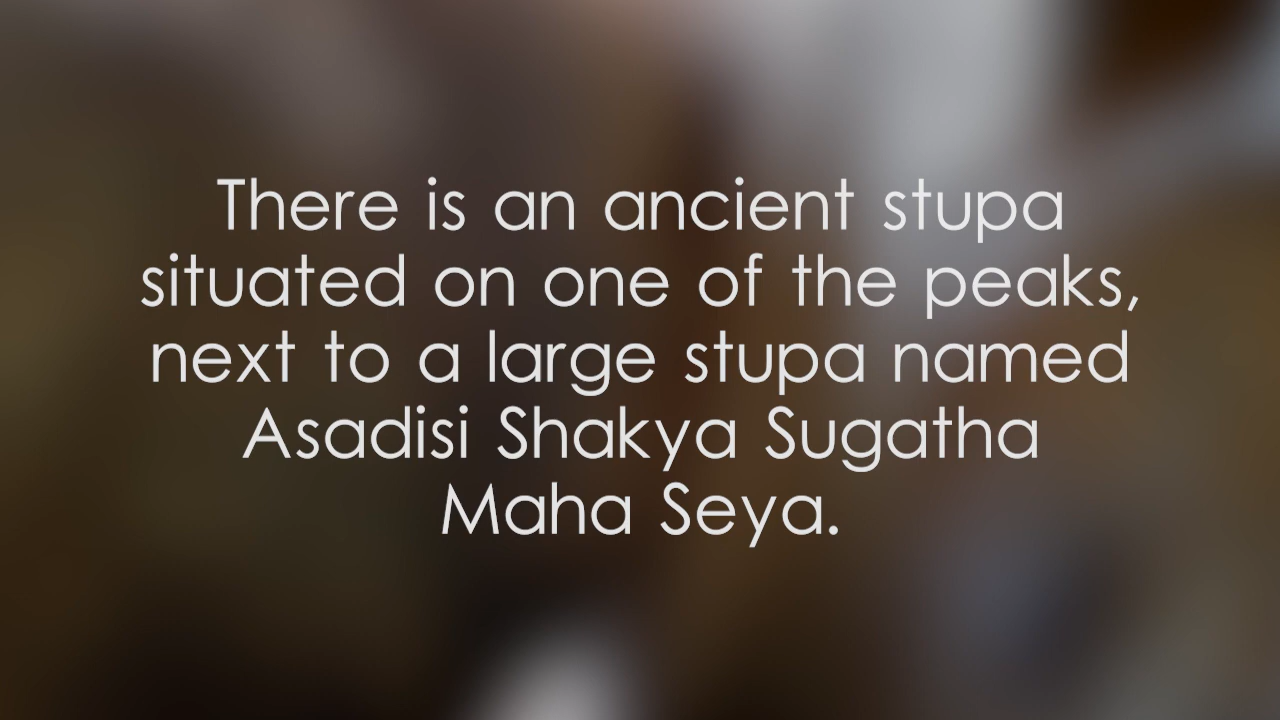 There is an ancient stupa
situated on one of the peaks,
next to a large stupa named
Asadisi Shakya Sugatha
Maha Seya.